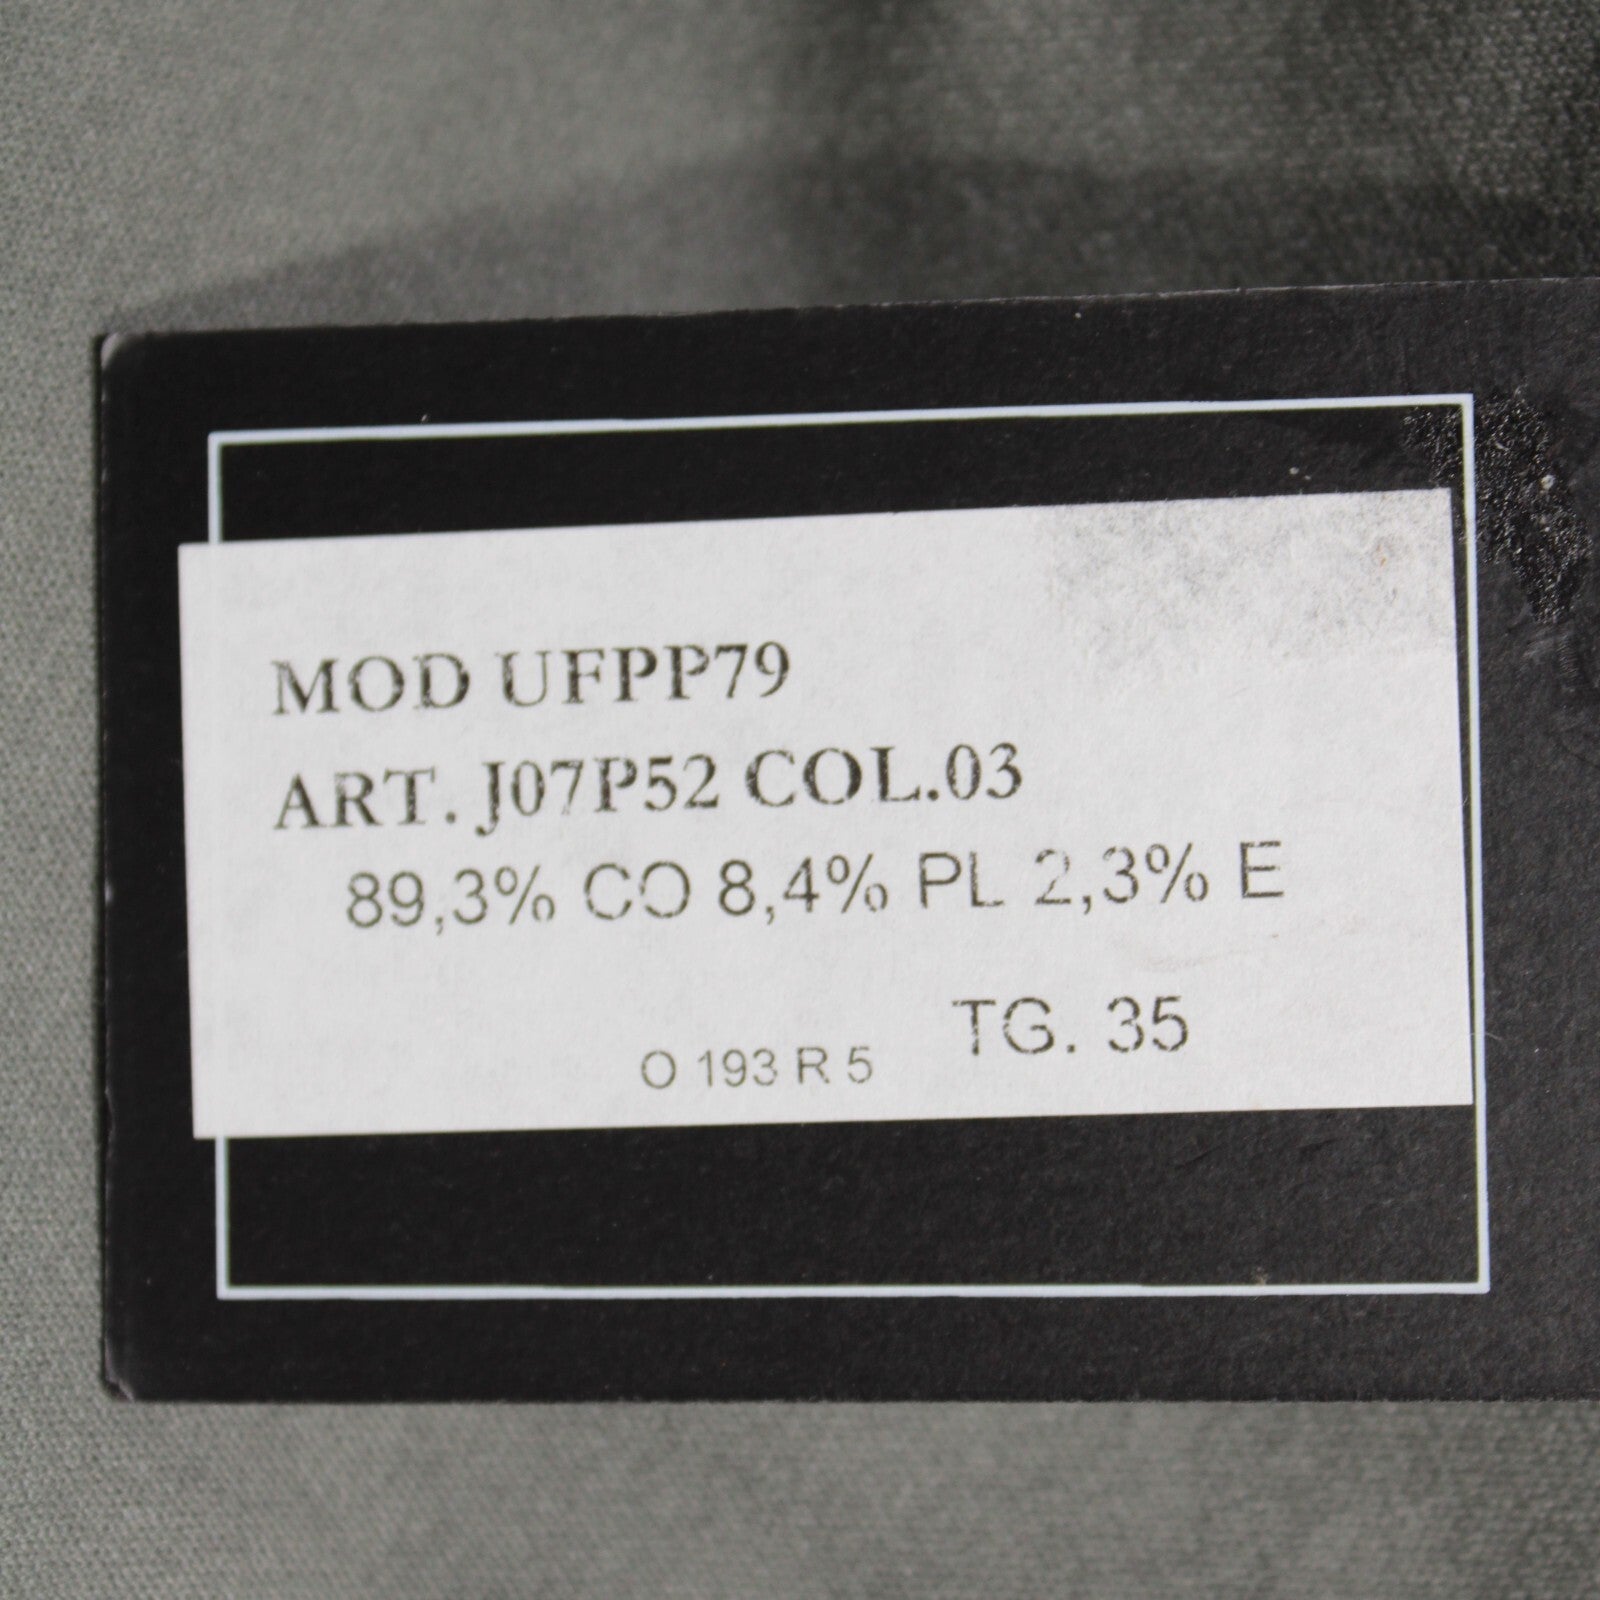 MOD UFPP79
ART. J07P52 COL.03
89,3% CO 8,4% PL 2,3% E
TG. 35
O 193 R 5